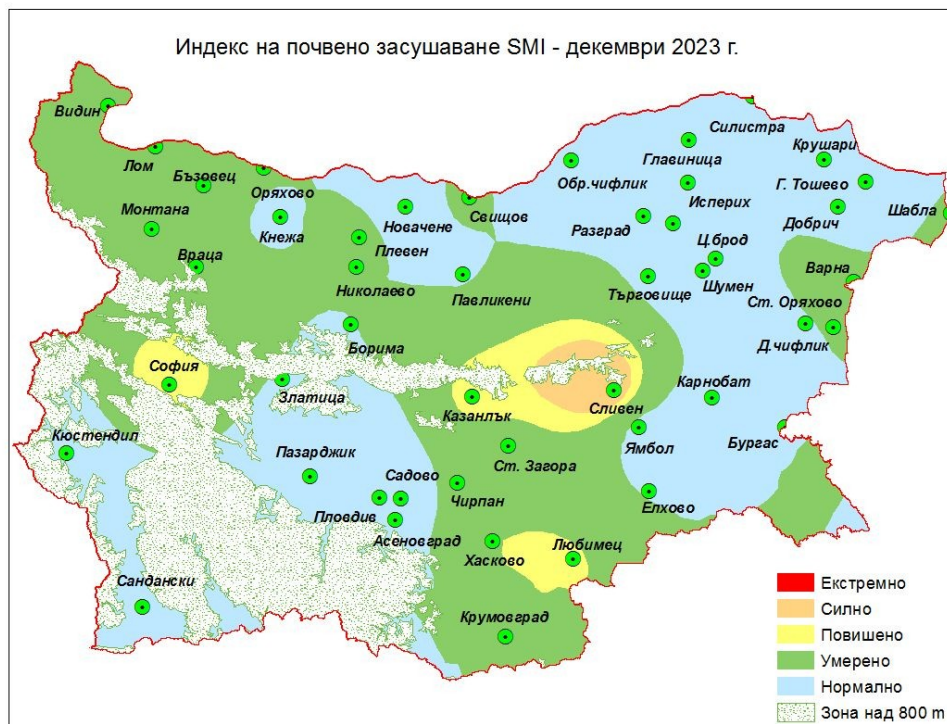 Индекс на почвено засушаване SMI - декември 2023 г.
Видин
Силистра
Лом
Главиница
Крушари
Бъзовец
Обр.чифлик
Г. Тошево
Оряхово
Исперих
Монтана
Кнежа
Новачене
Свищов
Разград
Добрич
Шабла
Плевен
Ц.брод
Враца
Николаево
Павликени
Търговище
Шумен
Варна
Ст. Оряхово
Борима
Д.чифлик
София
Златица
Казанлък
Сливен
Карнобат
Кюстендил
Ямбол
Бургас
Пазарджик
Садово
Ст. Загора
Чирпан
Елхово
Пловдив
Асеновград
Хасково
Любимец
Сандански
Крумовград
Екстремно
Силно
Повишено
Умерено
Нормално
Зона над 800 m